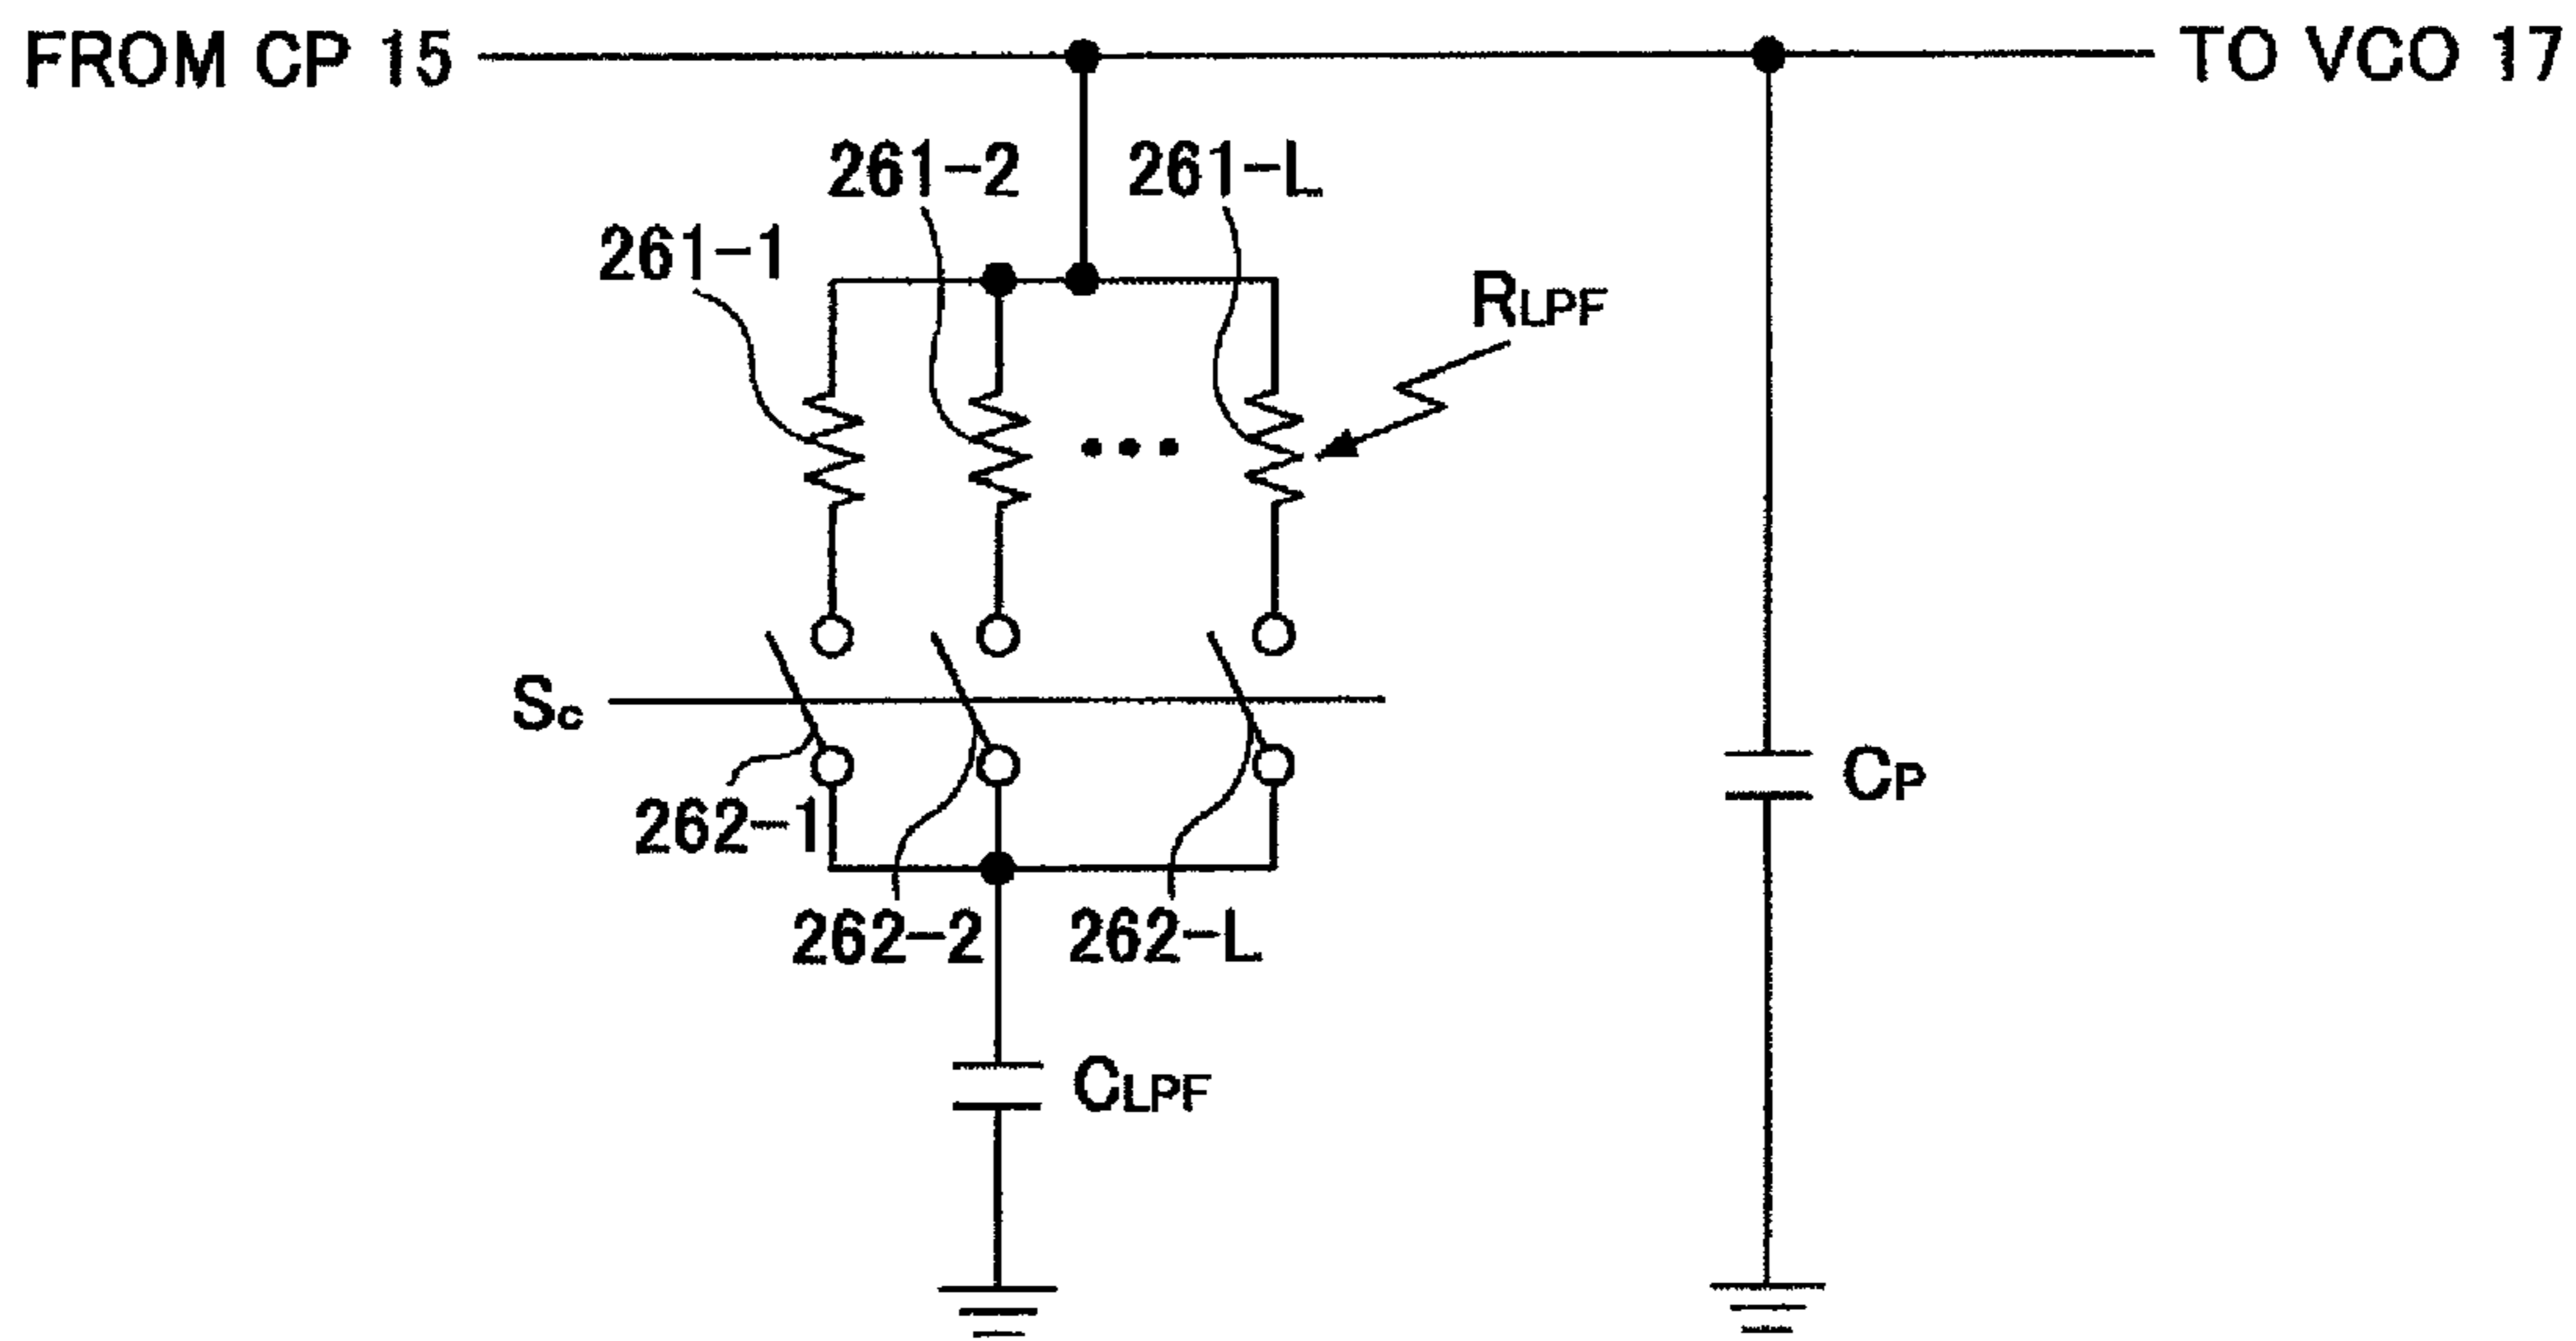 FROM CP 15
TO VCO 17
261-2
261-L
261-1
RLPF
Sc
CP
262-1
262-2
262-L
CLPF